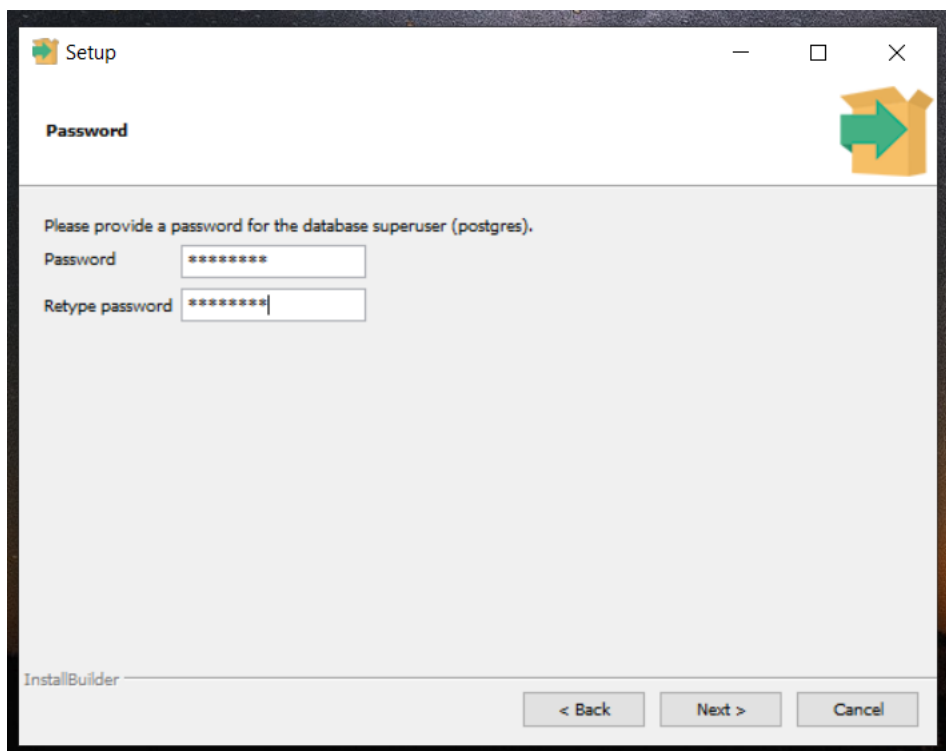 Setup
Password
Please provide a password for the database superuser (postgres).
Password ********
Retype password ********
InstallBuilder
< Back Next > Cancel